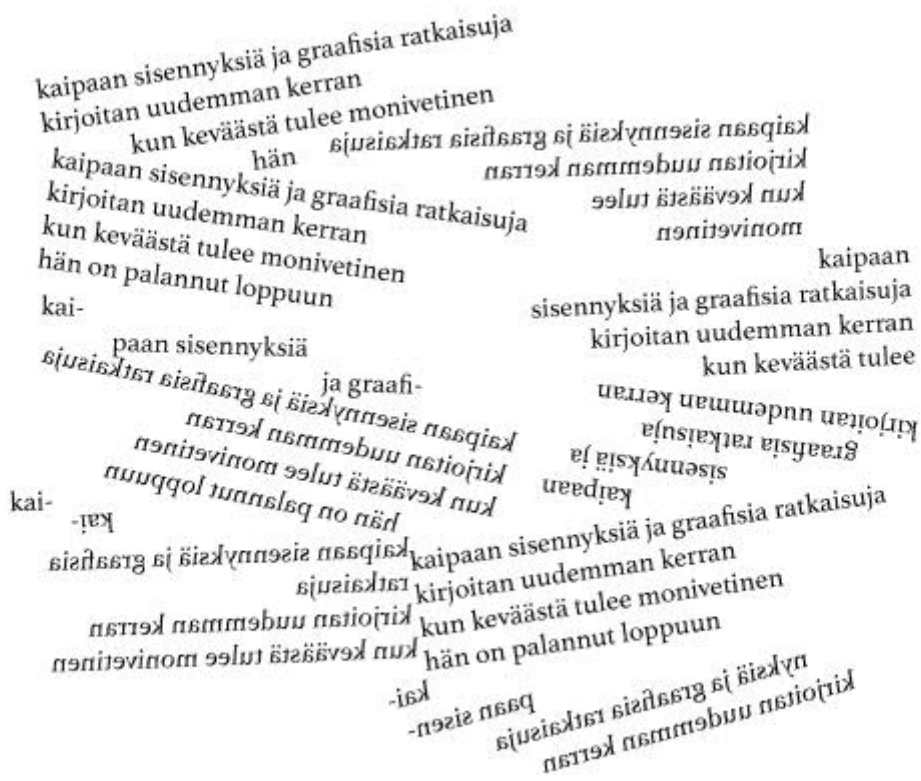 kaipaan sisennyksiä ja graafisia ratkaisuja
kirjoitan uudemman kerran
kun keväästä tulee monivetinen
hän
kaipaan sisennyksiä ja graafisia ratkaisuja
kirjoitan uudemman kerran
kun keväästä tulee
monivetinen
kaipaan sisennyksiä ja graafisia ratkaisuja
kirjoitan uudemman kerran
kun keväästä tulee monivetinen
hän on palannut loppuun
kaipaan
sisennyksiä ja graafisia ratkaisuja
kirjoitan uudemman kerran
kun keväästä tulee
kai-
paan sisennyksiä
ja graafi-
kaipaan sisennyksiä ja graafisia ratkaisuja
kirjoitan uudemman kerran
kun keväästä tulee monivetinen
hän on palannut loppuun
kirjoitan uudemman kerran
graafisia ratkaisuja
sisennyksiä ja
kaipaan
kai-
kai-
kaipaan sisennyksiä ja graafisia
ratkaisuja
kirjoitan uudemman kerran
kun keväästä tulee monivetinen
kaipaan sisennyksiä ja graafisia ratkaisuja
kirjoitan uudemman kerran
kun keväästä tulee monivetinen
hän on palannut loppuun
kai-
paan sisen-
nyksiä ja graafisia ratkaisuja
kirjoitan uudemman kerran